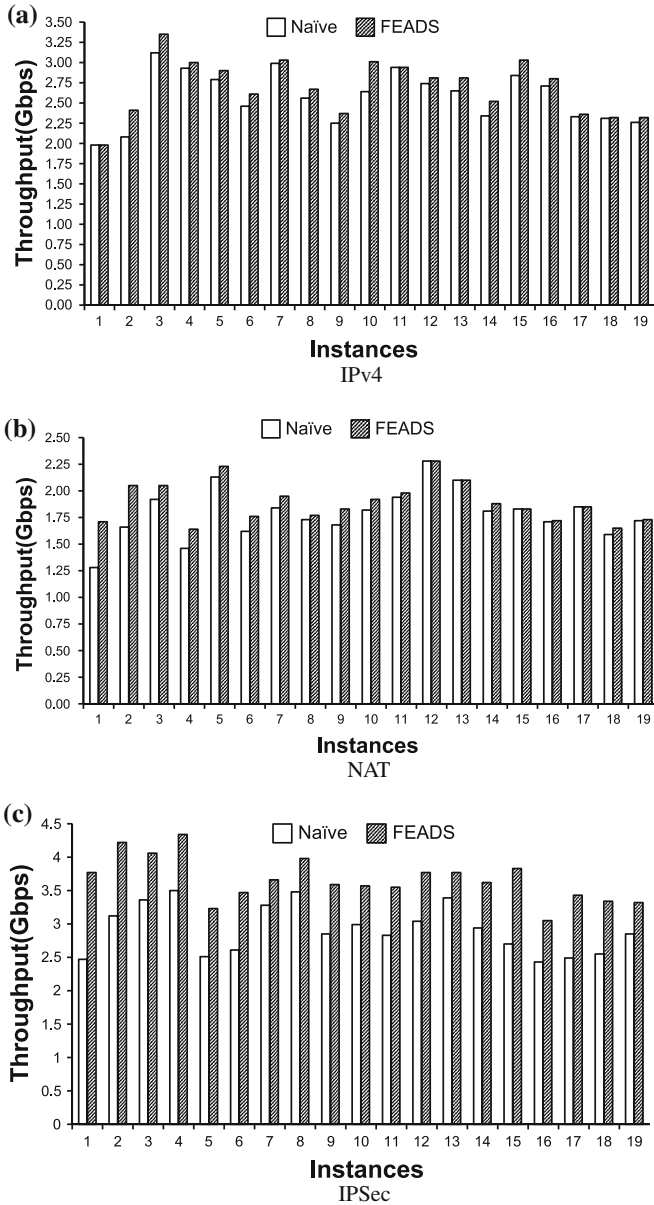 (a)
Naïve FEADS
Throughput(Gbps)
3.50
3.25
3.00
2.75
2.50
2.25
2.00
1.75
1.50
1.25
1.00
0.75
0.50
0.25
0.00
1 2 3 4 5 6 7 8 9 10 11 12 13 14 15 16 17 18 19
Instances
IPv4
(b)
Naïve FEADS
Throughput(Gbps)
2.50
2.25
2.00
1.75
1.50
1.25
1.00
0.75
0.50
0.25
0.00
1 2 3 4 5 6 7 8 9 10 11 12 13 14 15 16 17 18 19
Instances
NAT
(c)
Naïve FEADS
Throughput(Gbps)
4.5
4
3.5
3
2.5
2
1.5
1
0.5
0
1 2 3 4 5 6 7 8 9 10 11 12 13 14 15 16 17 18 19
Instances
IPSec